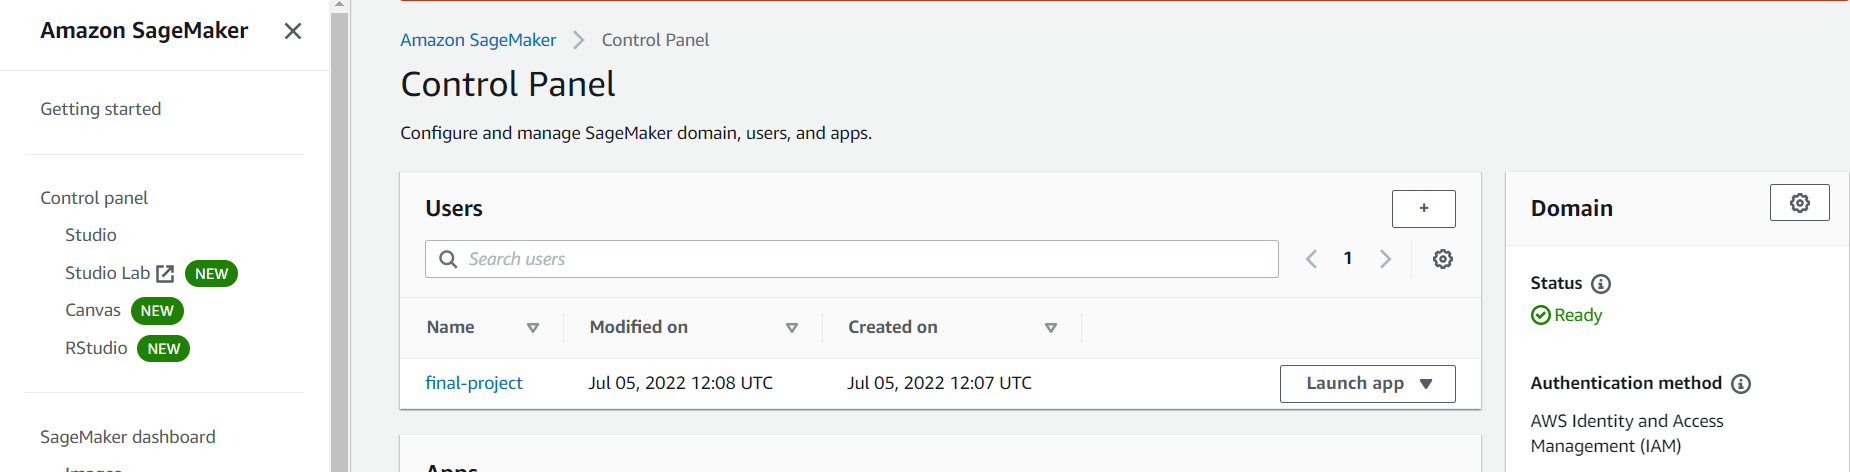 Amazon SageMaker
Getting started
Control panel
Studio
Studio Lab NEW
Canvas NEW
RStudio NEW
SageMaker dashboard
Images
Amazon SageMaker > Control Panel
Control Panel
Configure and manage SageMaker domain, users, and apps.
Users
+
Search users
1
Name Modified on Created on
final-project Jul 05, 2022 12:08 UTC Jul 05, 2022 12:07 UTC Launch app
Apps
Domain
Status
Ready
Authentication method
AWS Identity and Access
Management (IAM)